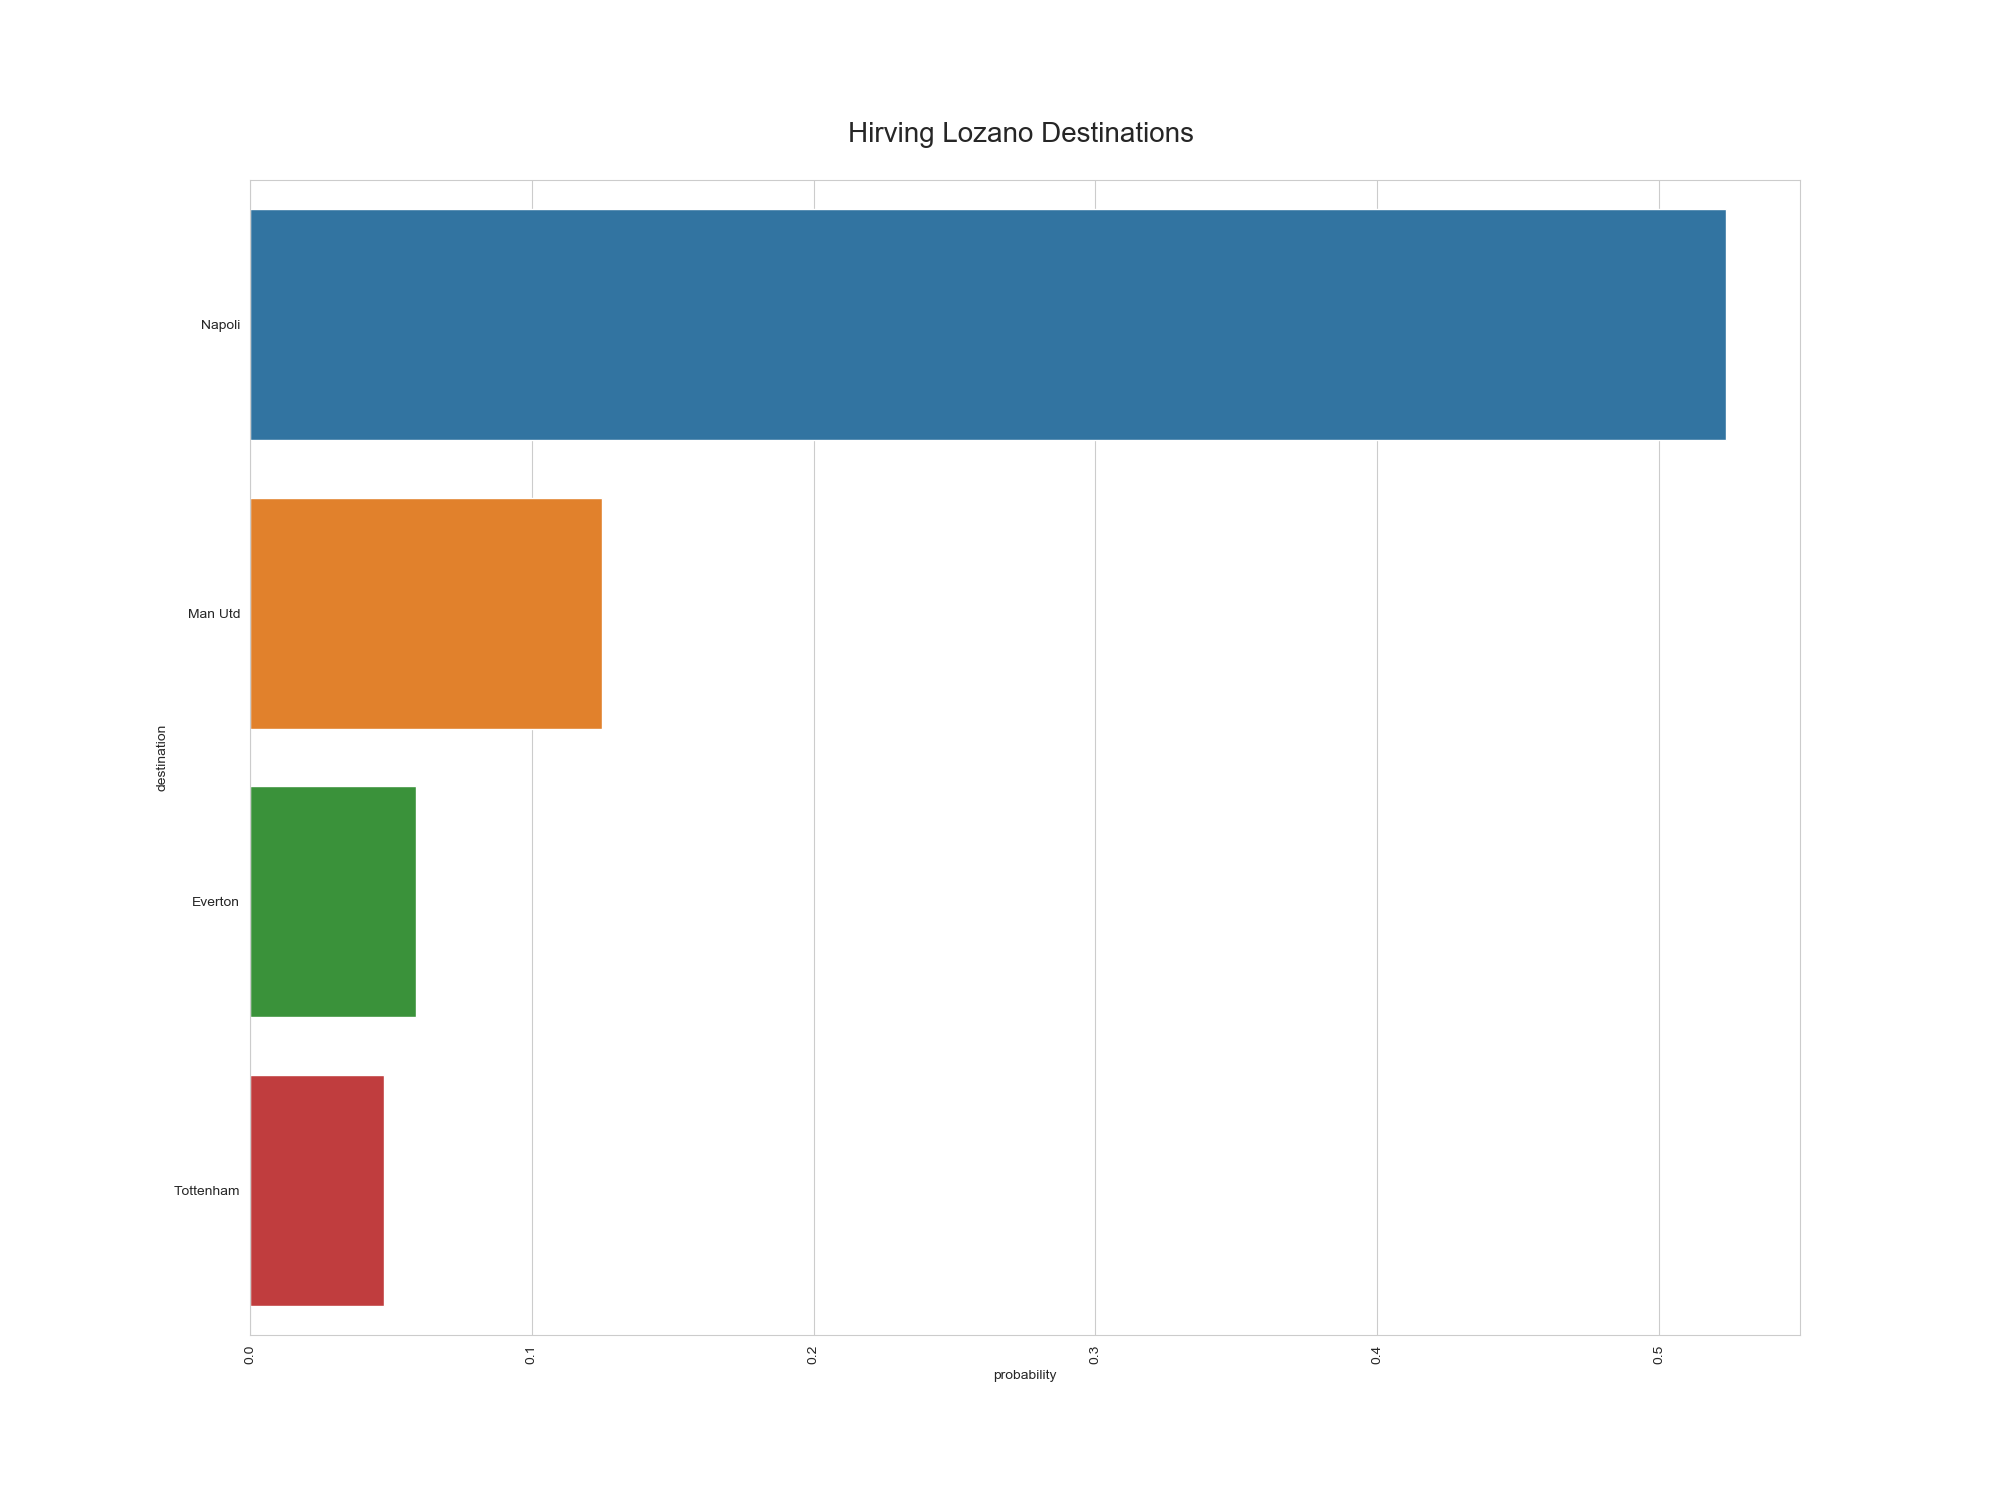 Hirving Lozano Destinations
Napoli
Man Utd
Everton
Tottenham
destination
0.0
0.1
0.2
0.3
0.4
0.5
probability